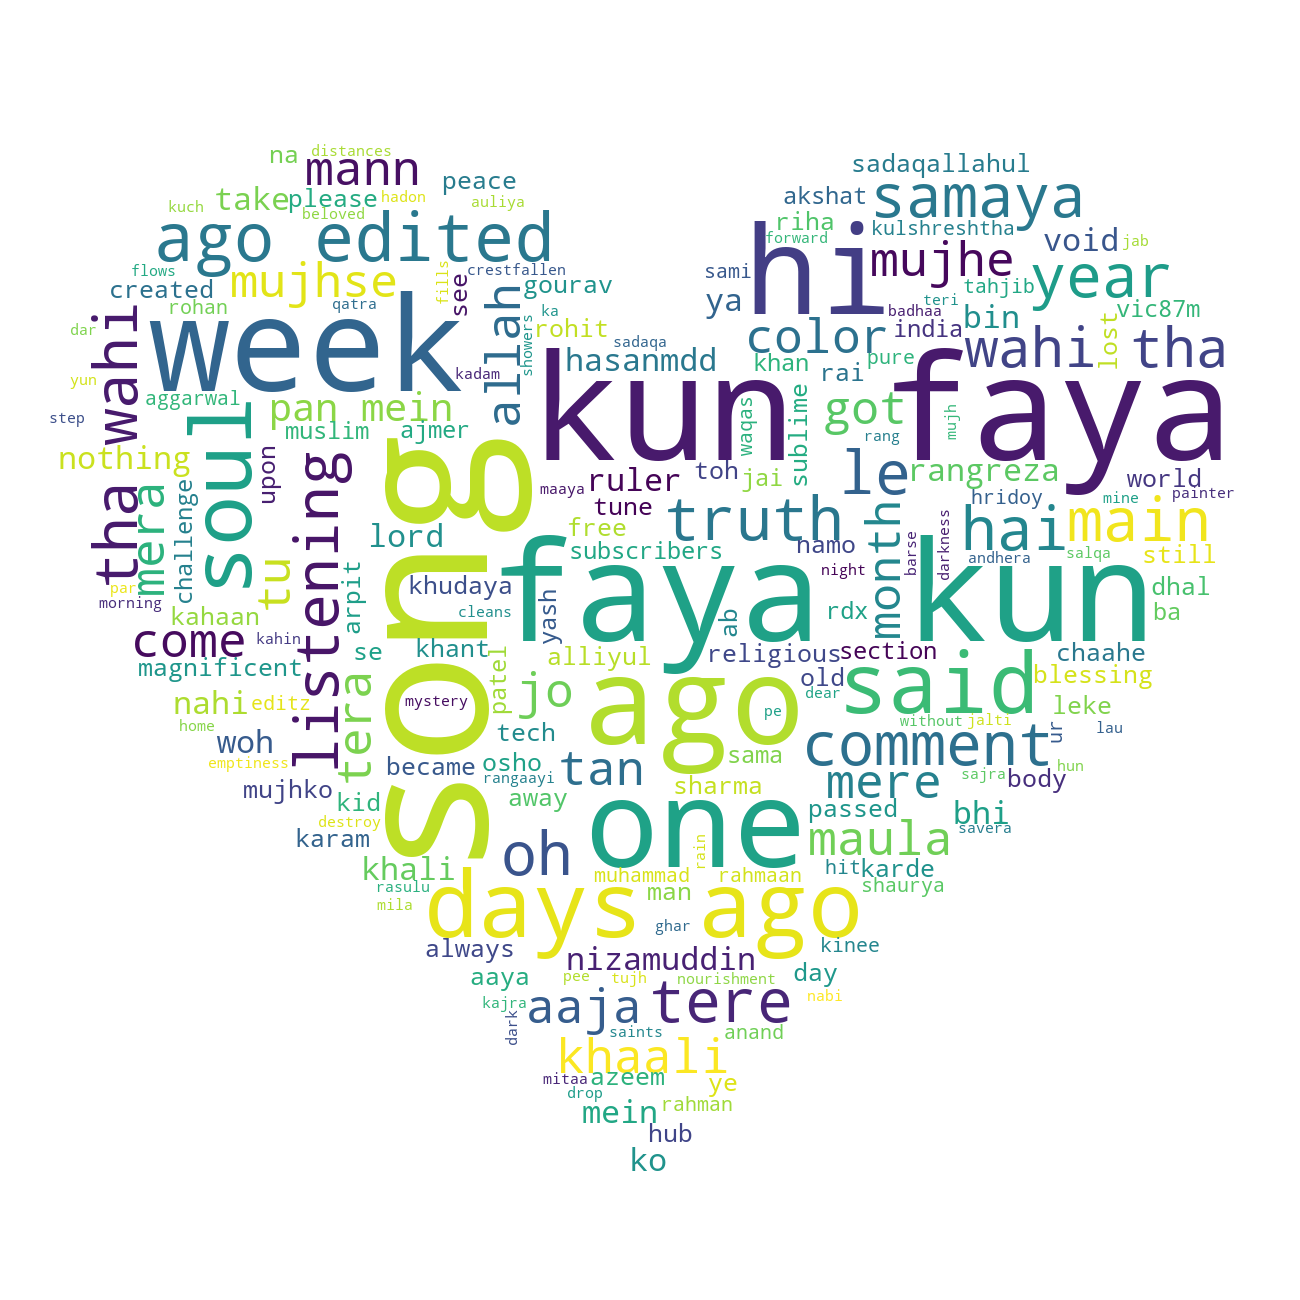 na
distances
mann
kuch
take
please
hadon
peace
beloved
auliya
ago edited
flows
created
mujhse
see
fills
crestfallen
gourav
rohan
qatra
allah
ka
rohit
dar
wahi
week
showers
sadaqa
hasanmdd
yun
kadam
step
aggarwal
soul
pan mein
muslim
ajmer
nothing
upon
listening
song
tha
mera
challenge
tu
lord
par
morning
kahaan
arpit
come
kahin
se
magnificent
nahi
editz
home
tera
woh
emptiness
mujhko
kid
destroy
karam
sadaqallahul
akshat
samaya
riha
kulshreshtha
forward
void
jab
hi
mujhe
sami
year
ya
teri
tahjib
badhaa
bin
vic87m
color
india
wahi tha
lost
khan
rai
pure
kun faya
waqas
sublime
got
mujh
rang
ruler
toh
jai
le
rangreza
world
maaya
tune
hridoy
mine
painter
free
truth
month
hai
main
subscribers
namo
barse
darkness
andhera
salqa
still
khudaya
night
faya kun
dhal
cleans
yash
ab
rdx
ba
khant
patel
alliyul
religious
section
chaahe
old
blessing
mystery
jo
ago
dear
said
leke
pe
without
jalti
ur
lau
tech
comment
became
osho
sama
rangaayi
tan
sharma
mere
sajra
body
hun
away
passed
bhi
one
savera
oh
rain
maula
khali
muhammad
rahmaan
hit
karde
rasulu
man
shaurya
mila
days
ago
ghar
always
kinee
nizamuddin
aaya
pee
tujh
nourishment
day
kajra
aaja
tere
nabi
dark
saints
anand
khaali
mitaa
azeem
ye
drop
mein
rahman
hub
ko